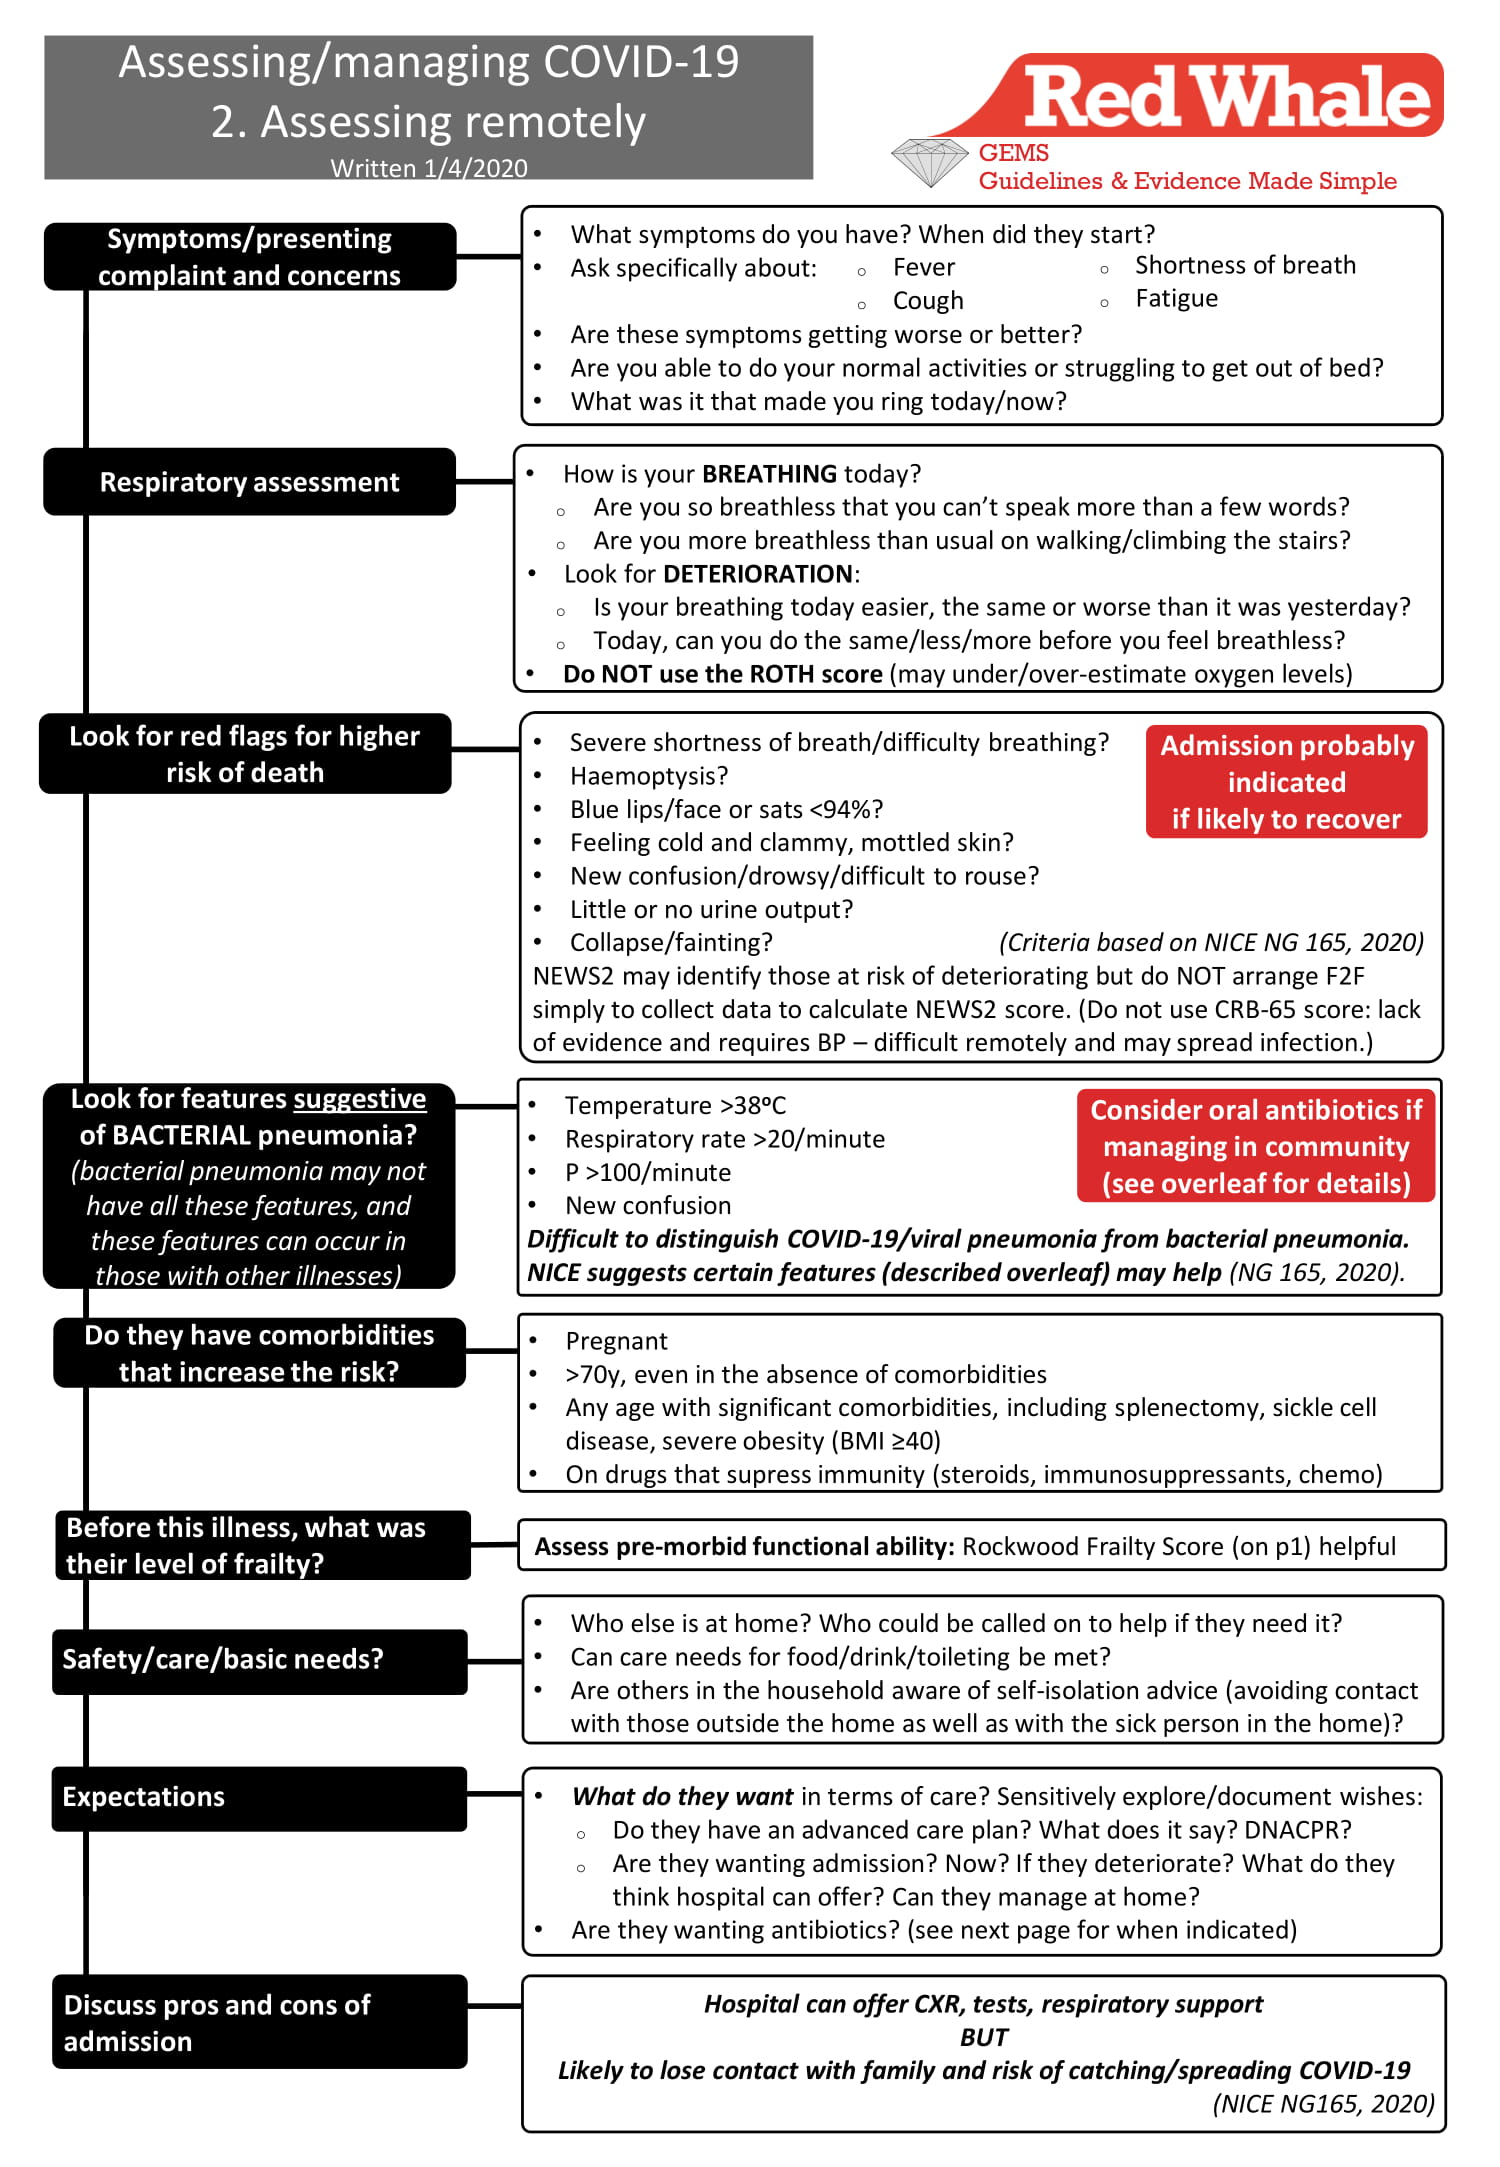 Assessing/managing COVID-19
2. Assessing remotely
Written 1/4/2020
Red Whale
GEMS
Guidelines & Evidence Made Simple
Symptoms/presenting
complaint and concerns
• What symptoms do you have? When did they start?
• Ask specifically about: o Fever o Shortness of breath
o Cough o Fatigue
• Are these symptoms getting worse or better?
• Are you able to do your normal activities or struggling to get out of bed?
• What was it that made you ring today/now?
Respiratory assessment
• How is your BREATHING today?
o Are you so breathless that you can’t speak more than a few words?
o Are you more breathless than usual on walking/climbing the stairs?
• Look for DETERIORATION:
o Is your breathing today easier, the same or worse than it was yesterday?
o Today, can you do the same/less/more before you feel breathless?
• Do NOT use the ROTH score (may under/over-estimate oxygen levels)
Look for red flags for higher
risk of death
• Severe shortness of breath/difficulty breathing?
• Haemoptysis?
• Blue lips/face or sats <94%?
• Feeling cold and clammy, mottled skin?
• New confusion/drowsy/difficult to rouse?
• Little or no urine output?
• Collapse/fainting? (Criteria based on NICE NG 165, 2020)
NEWS2 may identify those at risk of deteriorating but do NOT arrange F2F
simply to collect data to calculate NEWS2 score. (Do not use CRB-65 score: lack
of evidence and requires BP – difficult remotely and may spread infection.)
Admission probably
indicated
if likely to recover
Look for features suggestive
of BACTERIAL pneumonia?
(bacterial pneumonia may not
have all these features, and
these features can occur in
those with other illnesses)
• Temperature >38ºC
• Respiratory rate >20/minute
• P >100/minute
• New confusion
Difficult to distinguish COVID-19/viral pneumonia from bacterial pneumonia.
NICE suggests certain features (described overleaf) may help (NG 165, 2020).
Consider oral antibiotics if
managing in community
(see overleaf for details)
Do they have comorbidities
that increase the risk?
• Pregnant
• >70y, even in the absence of comorbidities
• Any age with significant comorbidities, including splenectomy, sickle cell
disease, severe obesity (BMI ≥40)
• On drugs that supress immunity (steroids, immunosuppressants, chemo)
Before this illness, what was
their level of frailty?
Assess pre-morbid functional ability: Rockwood Frailty Score (on p1) helpful
Safety/care/basic needs?
• Who else is at home? Who could be called on to help if they need it?
• Can care needs for food/drink/toileting be met?
• Are others in the household aware of self-isolation advice (avoiding contact
with those outside the home as well as with the sick person in the home)?
Expectations
• What do they want in terms of care? Sensitively explore/document wishes:
o Do they have an advanced care plan? What does it say? DNACPR?
o Are they wanting admission? Now? If they deteriorate? What do they
think hospital can offer? Can they manage at home?
• Are they wanting antibiotics? (see next page for when indicated)
Discuss pros and cons of
admission
Hospital can offer CXR, tests, respiratory support
BUT
Likely to lose contact with family and risk of catching/spreading COVID-19
(NICE NG165, 2020)